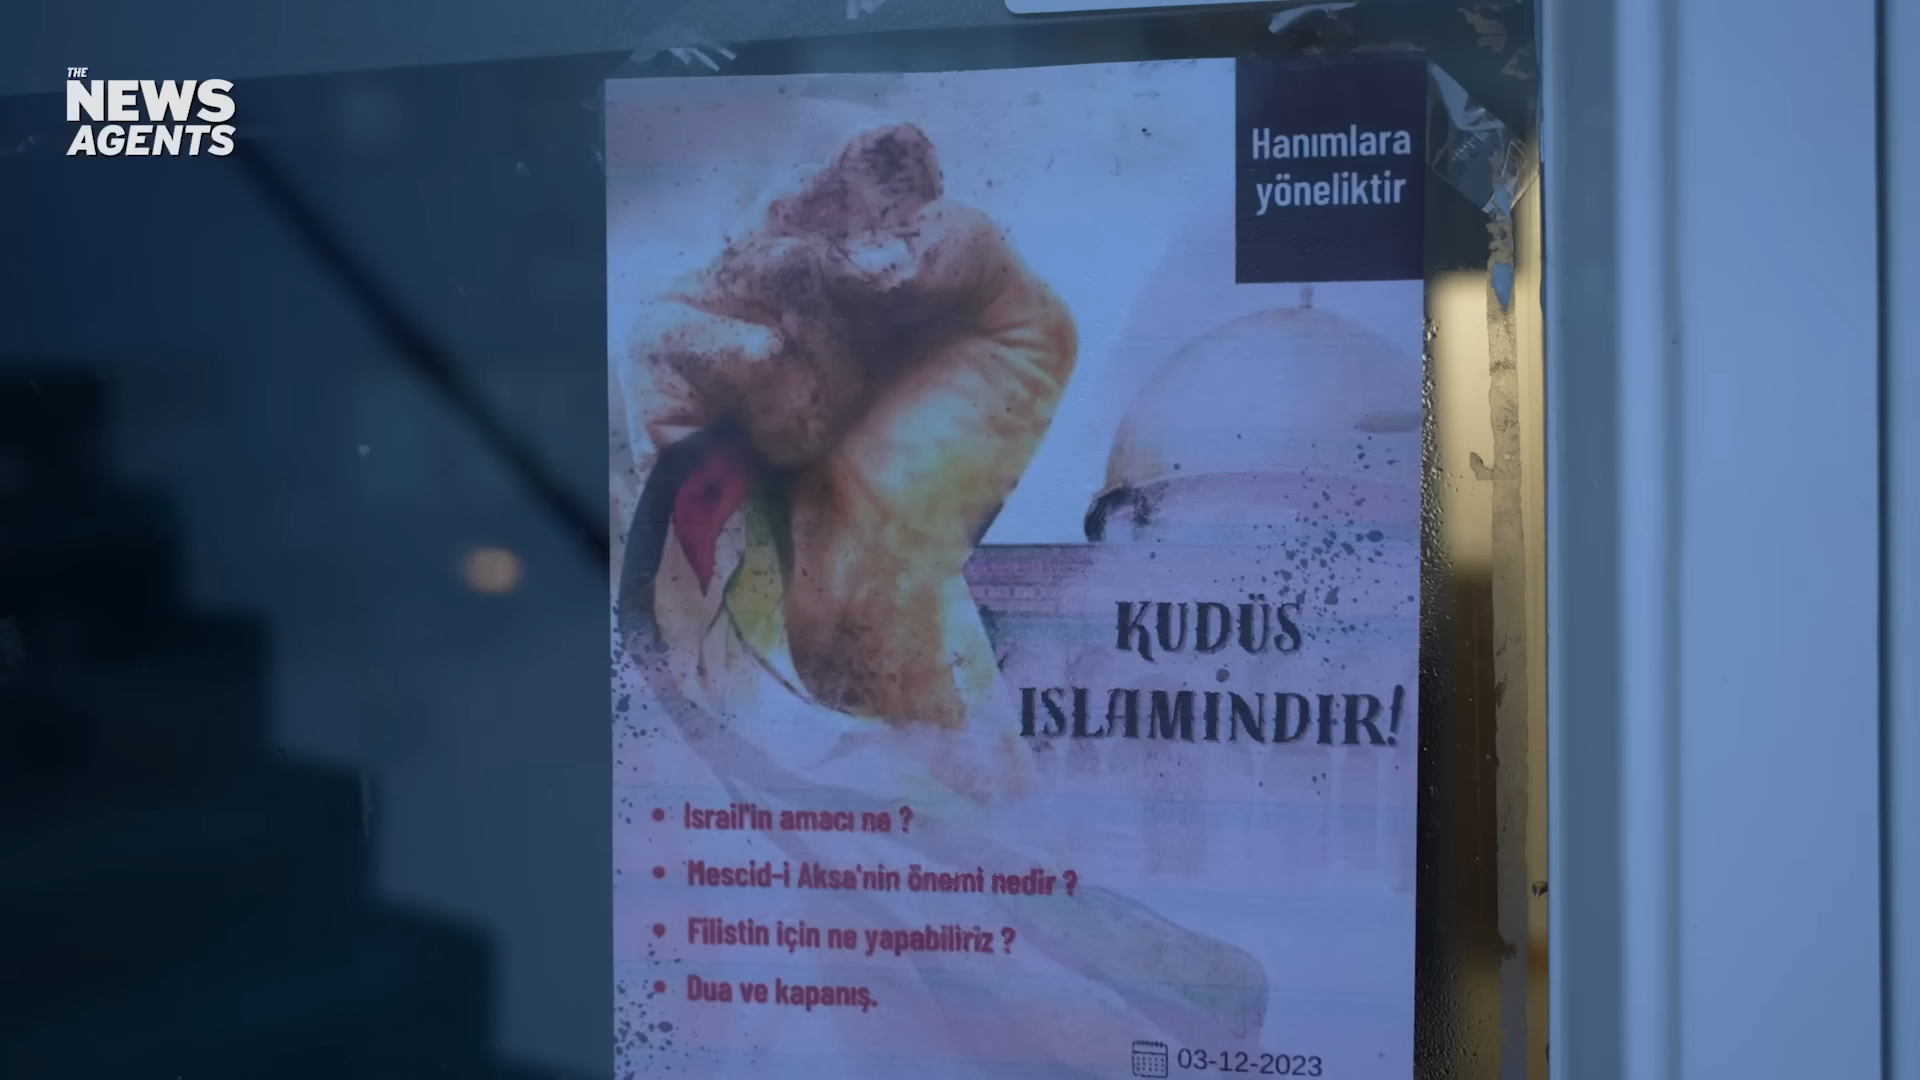 THE
NEWS
AGENTS
Hanımlara
yöneliktir
KUDÜS
ISLAMINDIR!
• Israil'in amacı ne ?
• Mescid-i Aksa'nin önemi nedir ?
• Filistin için ne yapabiliriz ?
• Dua ve kapanış.
03-12-2023